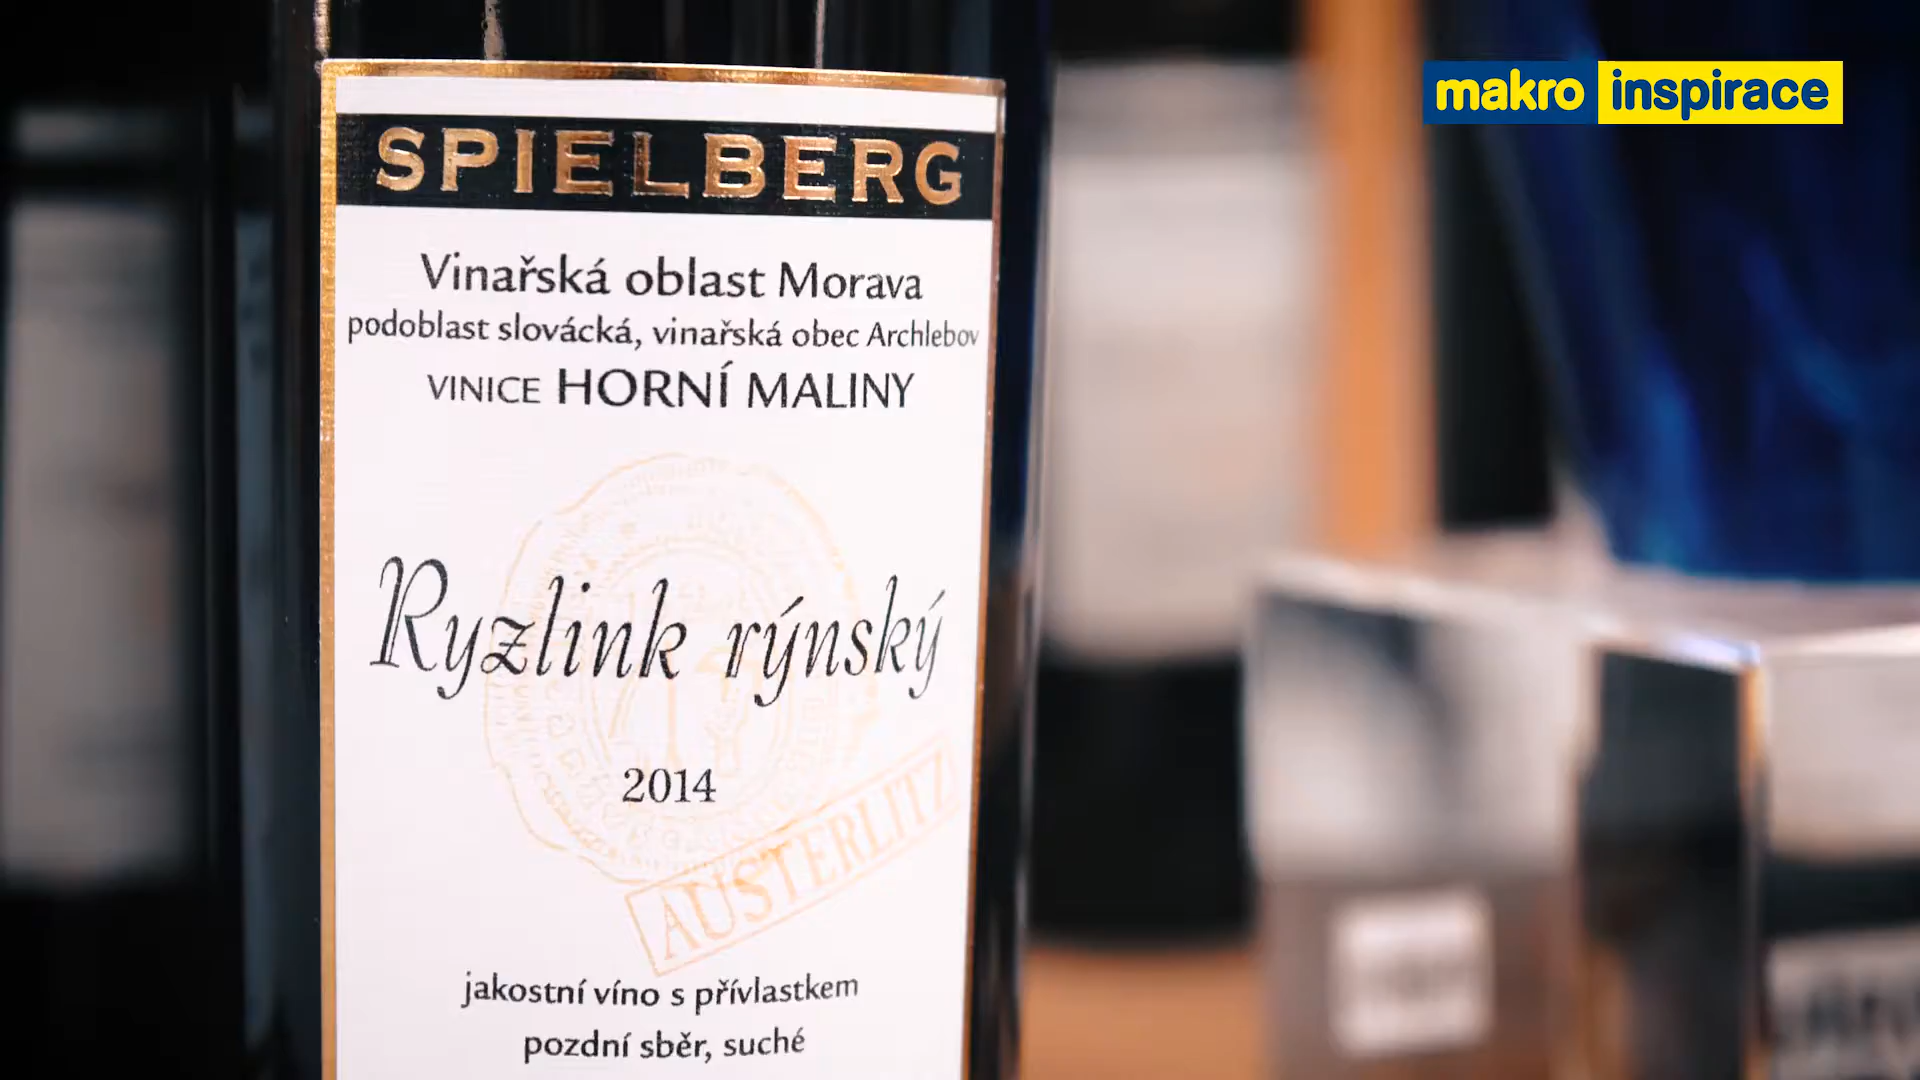 makro inspirace
SPIELBERG
Vinařská oblast Morava
podoblast slovácká, vinařská obec Archlebov
VINICE HORNÍ MALINY
Ryzlink rýnský
2014
AUSTERLITZ
jakostní víno s přívlastkem
pozdní sběr, suché